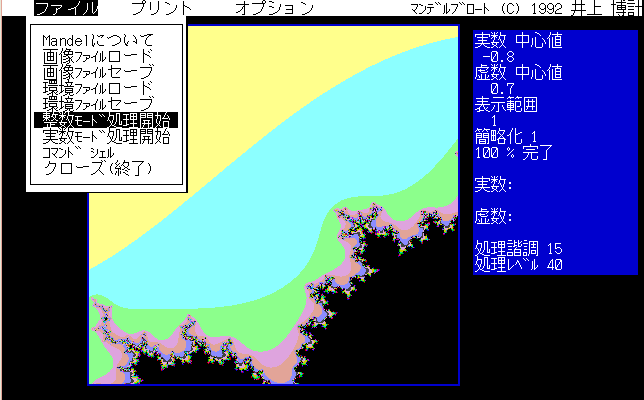 ファイル プリント オプション ﾏﾝﾃﾞﾙﾌﾞﾛｰﾄ (C) 1992 井上 博計
Mandelについて
画像ﾌｧｲﾙロード
画像ﾌｧｲﾙセーブ
環境ﾌｧｲﾙロード
環境ﾌｧｲﾙセーブ
整数ﾓｰﾄﾞ処理開始
実数ﾓｰﾄﾞ処理開始
ｺﾏﾝﾄﾞ ｼｪﾙ
クローズ(終了)
実数 中心値
-0.8
虚数 中心値
0.7
表示範囲
1
簡略化 1
100 % 完了
実数:
虚数:
処理諧調 15
処理ﾚﾍﾞﾙ 40